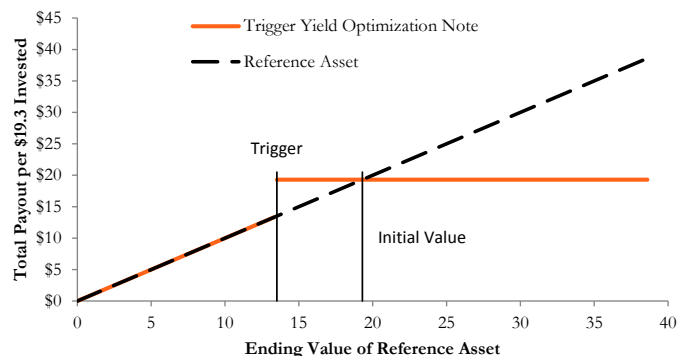 $45
$40
$35
$30
$25
$20
$15
$10
$5
$0
Total Payout per $19.3 Invested
Trigger Yield Optimization Note
Reference Asset
Trigger
Initial Value
0 5 10 15 20 25 30 35 40
Ending Value of Reference Asset